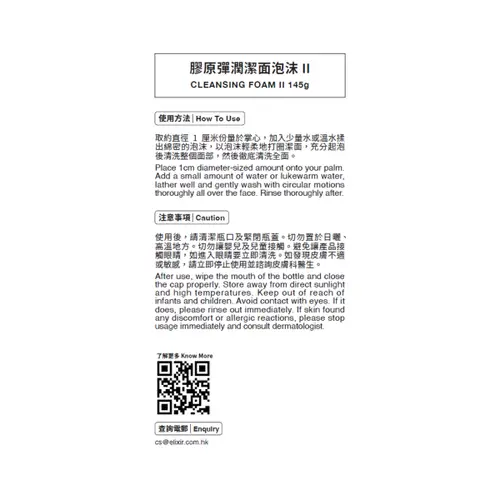 膠原彈潤潔面泡沫 II
CLEANSING FOAM II 145g
使用方法 | How To Use
取約直徑 1 厘米份量於掌心，加入少量水或溫水揉
出綿密的泡沫，以泡沫輕柔地打圈潔面，充分起泡
後清洗整個面部，然後徹底清洗全面。
Place 1cm diameter-sized amount onto your palm.
Add a small amount of water or lukewarm water,
lather well and gently wash with circular motions
thoroughly all over the face. Rinse thoroughly after.
注意事項 | Caution
使用後，請清潔瓶口及緊閉瓶蓋。切勿置於日曬、
高溫地方。切勿讓嬰兒及兒童接觸。避免讓產品接
觸眼睛，如進入眼睛要立即清洗。如發現皮膚不適
或敏感，請立即停止使用並諮詢皮膚科醫生。
After use, wipe the mouth of the bottle and close
the cap properly. Store away from direct sunlight
and high temperatures. Keep out of reach of
infants and children. Avoid contact with eyes. If it
does, please rinse out immediately. If skin found
any discomfort or allergic reactions, please stop
usage immediately and consult dermatologist.
了解更多 Know More
查詢電郵 | Enquiry
cs@elixir.com.hk